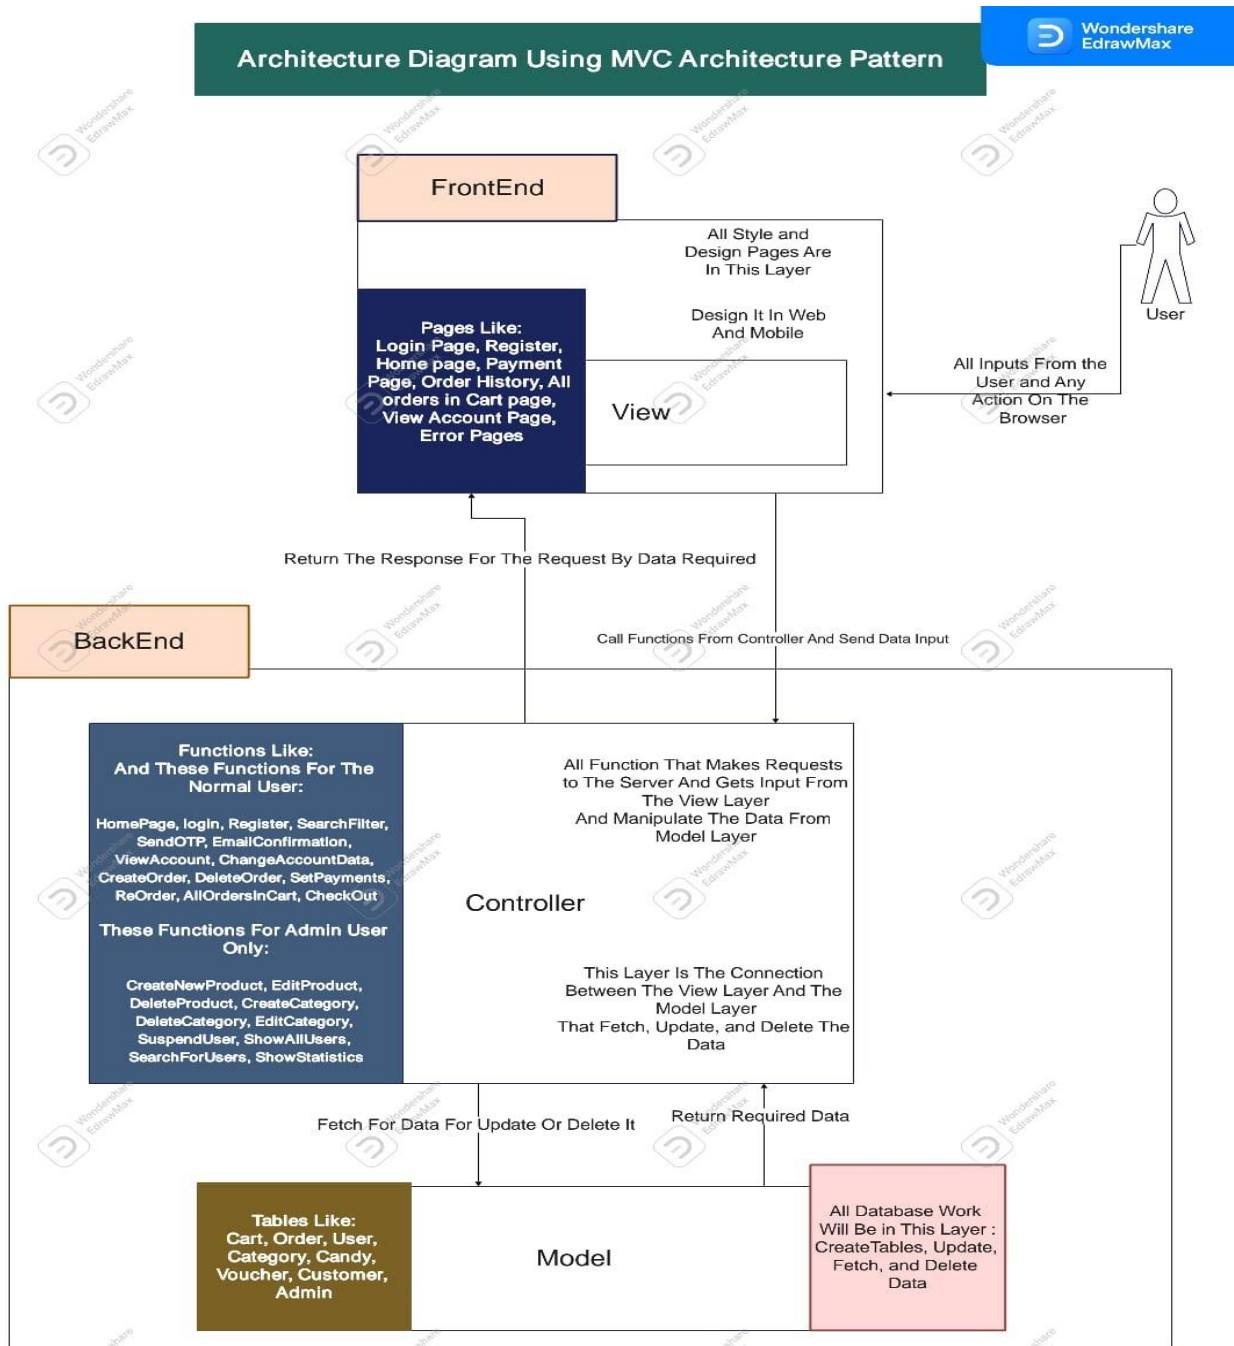 Architecture Diagram Using MVC Architecture Pattern
Wondershare
EdrawMax
FrontEnd
All Style and
Design Pages Are
In This Layer
Design It In Web
And Mobile
Pages Like:
Login Page, Register,
Home page, Payment
Page, Order History, All
orders in Cart page,
View Account Page,
Error Pages
View
User
All Inputs From the
User and Any
Action On The
Browser
Return The Response For The Request By Data Required
Call Functions From Controller And Send Data Input
BackEnd
Functions Like:
And These Functions For The
Normal User:
HomePage, login, Register, SearchFilter,
SendOTP, EmailConfirmation,
ViewAccount, ChangeAccountData,
CreateOrder, DeleteOrder, SetPayments,
ReOrder, AllOrdersInCart, CheckOut
These Functions For Admin User
Only:
CreateNewProduct, EditProduct,
DeleteProduct, CreateCategory,
DeleteCategory, EditCategory,
SuspendUser, ShowAllUsers,
SearchForUsers, ShowStatistics
Controller
All Function That Makes Requests
to The Server And Gets Input From
The View Layer
And Manipulate The Data From
Model Layer
This Layer Is The Connection
Between The View Layer And The
Model Layer
That Fetch, Update, and Delete The
Data
Fetch For Data For Update Or Delete It
Return Required Data
Tables Like:
Cart, Order, User,
Category, Candy,
Voucher, Customer,
Admin
Model
All Database Work
Will Be in This Layer :
CreateTables, Update,
Fetch, and Delete
Data